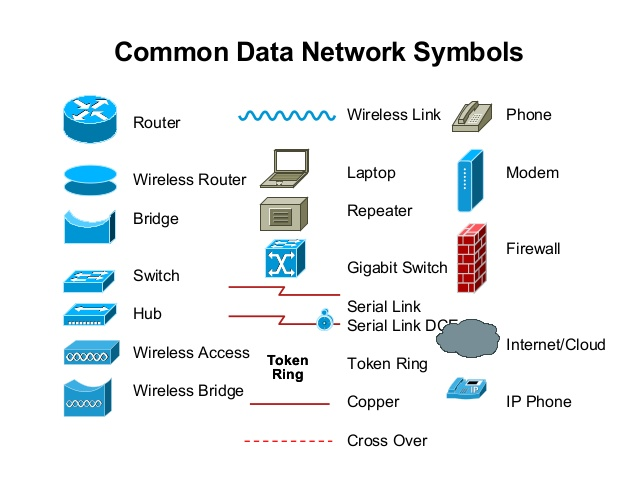 Common Data Network Symbols
Router
Wireless Router
Bridge
Switch
Hub
Wireless Access
Wireless Bridge
Wireless Link
Laptop
Repeater
Gigabit Switch
Serial Link
Serial Link DCE
Token
Ring
Token Ring
Copper
Cross Over
Phone
Modem
Firewall
Internet/Cloud
IP
IP Phone